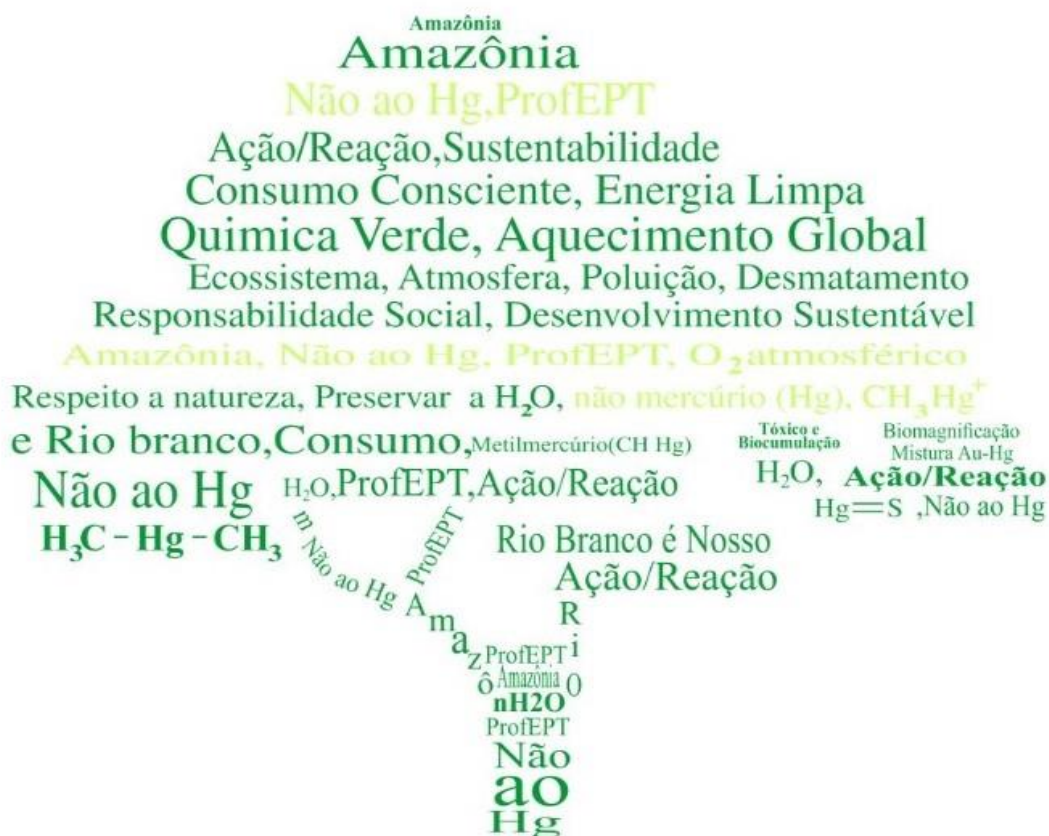 Amazônia
Amazônia
Não ao Hg,ProfEPT
Ação/Reação,Sustentabilidade
Consumo Consciente, Energia Limpa
Quimica Verde, Aquecimento Global
Ecossistema, Atmosfera, Poluição, Desmatamento
Responsabilidade Social, Desenvolvimento Sustentável
Amazônia, Não ao Hg, ProfEPT, O₂atmosférico
Respeito a natureza, Preservar a H₂O, não mercúrio (Hg), CH₃Hg⁺
e Rio branco,Consumo,Metilmercúrio(CH Hg)
Tóxico e
Biocumulação
Biomagnificação
Mistura Au-Hg
Não ao Hg
H₂O,ProfEPT,Ação/Reação
H₂O, Ação/Reação
Hg=S ,Não ao Hg
H₃C-Hg-CH₃
m Não ao Hg
ProfEPT
Rio Branco é Nosso
Ação/Reação
Amazô
RiO
ProfEPT
Amazônia
nH2O
ProfEPT
Não
ao
Hg